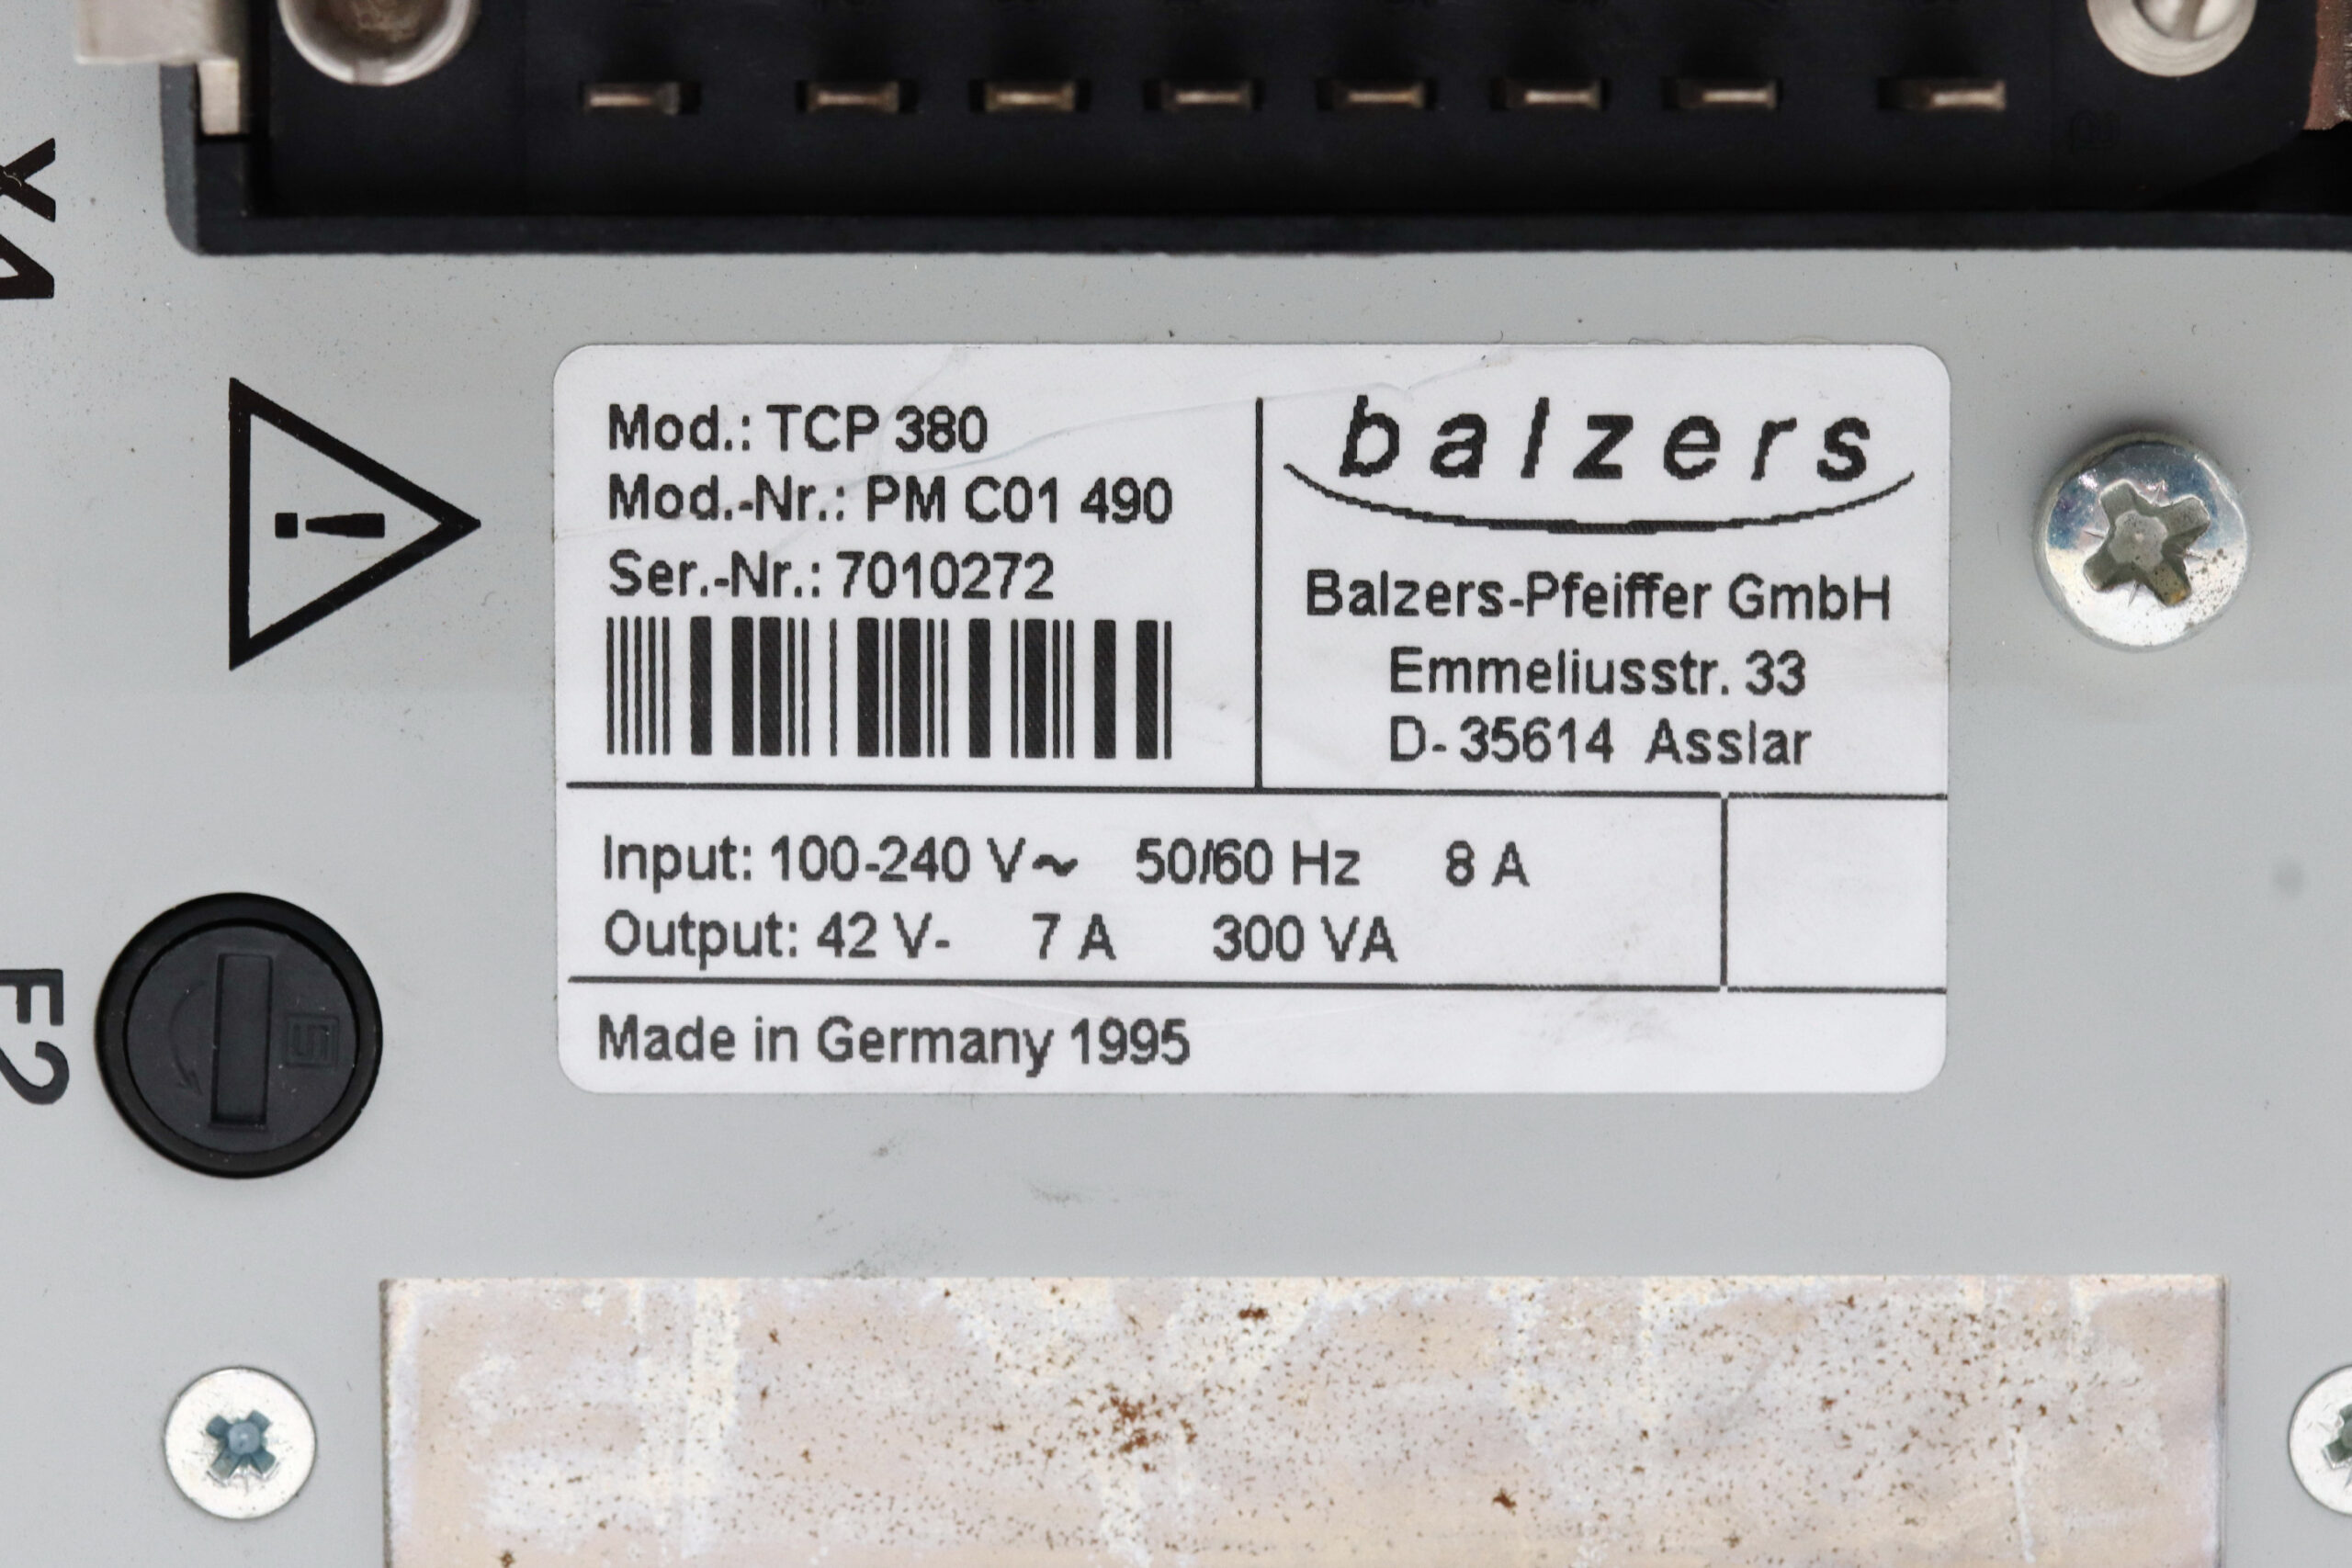 X4
Mod.: TCP 380
Mod.-Nr.: PM C01 490
Ser.-Nr.: 7010272
balzers
Balzers-Pfeiffer GmbH
Emmeliusstr. 33
D-35614 Asslar
!
Input: 100-240 V~ 50/60 Hz 8 A
Output: 42 V- 7 A 300 VA
Made in Germany 1995
F2